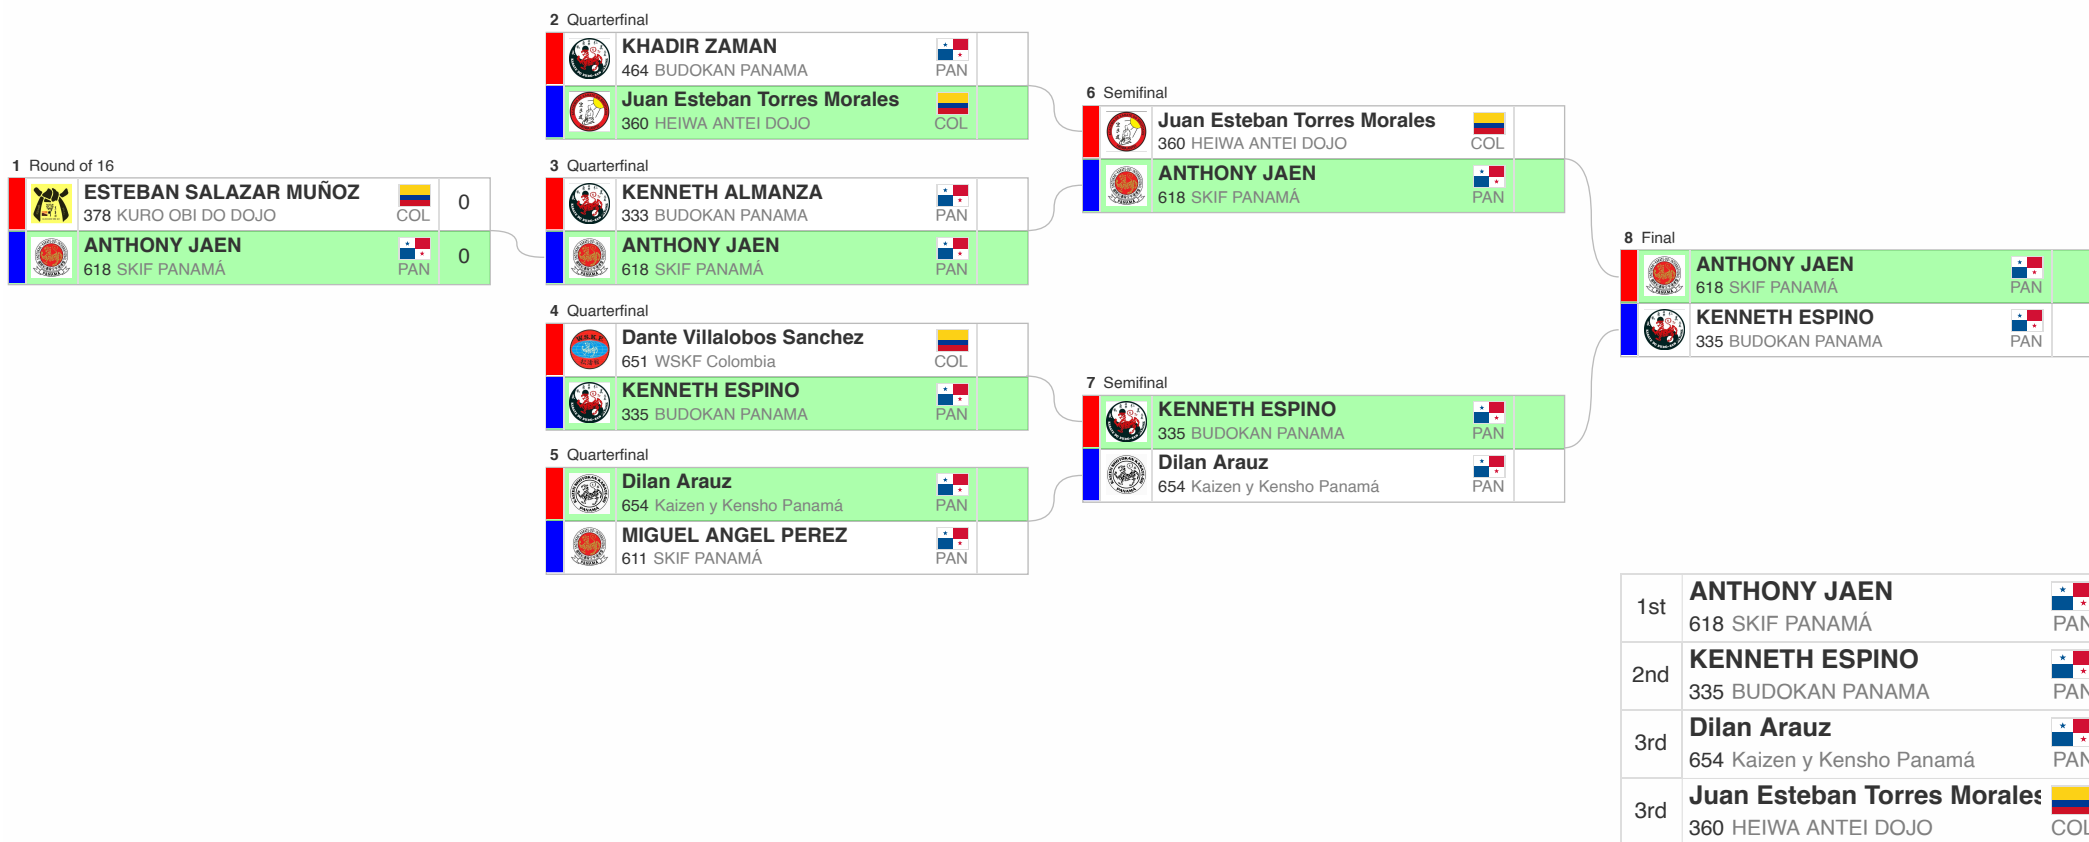 1 Round of 16
ESTEBAN SALAZAR MUÑOZ
378 KURO OBI DO DOJO
COL
0
ANTHONY JAEN
618 SKIF PANAMÁ
PAN
0
2 Quarterfinal
KHADIR ZAMAN
464 BUDOKAN PANAMA
PAN
Juan Esteban Torres Morales
360 HEIWA ANTEI DOJO
COL
3 Quarterfinal
KENNETH ALMANZA
333 BUDOKAN PANAMA
PAN
ANTHONY JAEN
618 SKIF PANAMÁ
PAN
4 Quarterfinal
Dante Villalobos Sanchez
651 WSKF Colombia
COL
KENNETH ESPINO
335 BUDOKAN PANAMA
PAN
5 Quarterfinal
Dilan Arauz
654 Kaizen y Kensho Panamá
PAN
MIGUEL ANGEL PEREZ
611 SKIF PANAMÁ
PAN
6 Semifinal
Juan Esteban Torres Morales
360 HEIWA ANTEI DOJO
COL
ANTHONY JAEN
618 SKIF PANAMÁ
PAN
7 Semifinal
KENNETH ESPINO
335 BUDOKAN PANAMA
PAN
Dilan Arauz
654 Kaizen y Kensho Panamá
PAN
8 Final
ANTHONY JAEN
618 SKIF PANAMÁ
PAN
KENNETH ESPINO
335 BUDOKAN PANAMA
PAN
1st
ANTHONY JAEN
618 SKIF PANAMÁ
PAN
2nd
KENNETH ESPINO
335 BUDOKAN PANAMA
PAN
3rd
Dilan Arauz
654 Kaizen y Kensho Panamá
PAN
3rd
Juan Esteban Torres Morales
360 HEIWA ANTEI DOJO
COL